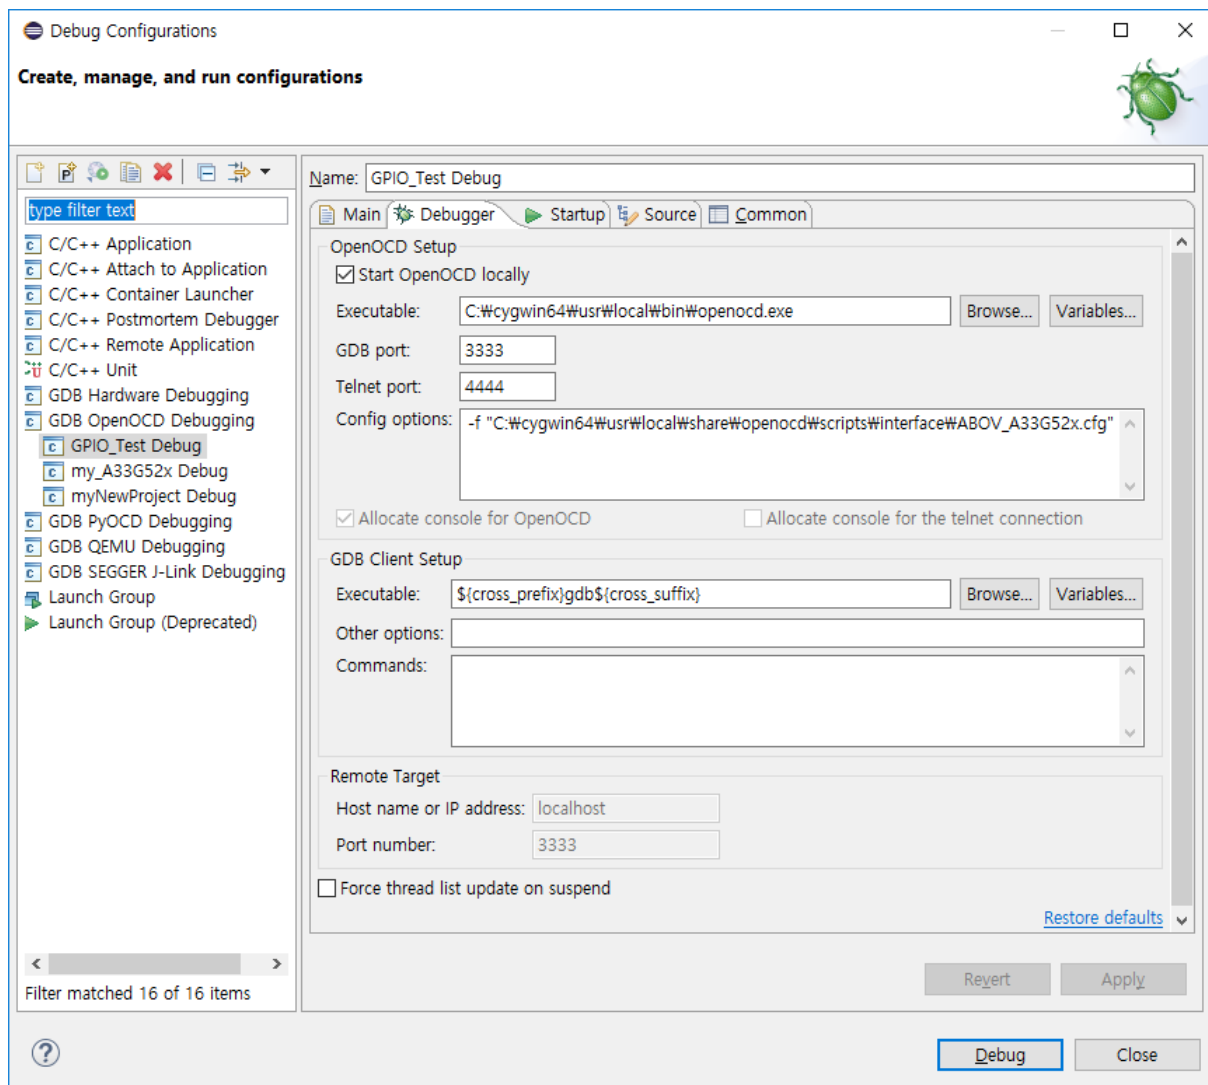 Debug Configurations
Create, manage, and run configurations
type filter text
C/C++ Application
C/C++ Attach to Application
C/C++ Container Launcher
C/C++ Postmortem Debugger
C/C++ Remote Application
C/C++ Unit
GDB Hardware Debugging
GDB OpenOCD Debugging
GPIO_Test Debug
my_A33G52x Debug
myNewProject Debug
GDB PyOCD Debugging
GDB QEMU Debugging
GDB SEGGER J-Link Debugging
Launch Group
Launch Group (Deprecated)
Filter matched 16 of 16 items
Name: GPIO_Test Debug
Main Debugger Startup Source Common
OpenOCD Setup
Start OpenOCD locally
Executable: C:₩cygwin64₩usr₩local₩bin₩openocd.exe Browse... Variables...
GDB port: 3333
Telnet port: 4444
Config options: -f "C:₩cygwin64₩usr₩local₩share₩openocd₩scripts₩interface₩ABOV_A33G52x.cfg"
Allocate console for OpenOCD Allocate console for the telnet connection
GDB Client Setup
Executable: ${cross_prefix}gdb${cross_suffix} Browse... Variables...
Other options:
Commands:
Remote Target
Host name or IP address: localhost
Port number: 3333
Force thread list update on suspend
Restore defaults
Revert Apply
Debug Close